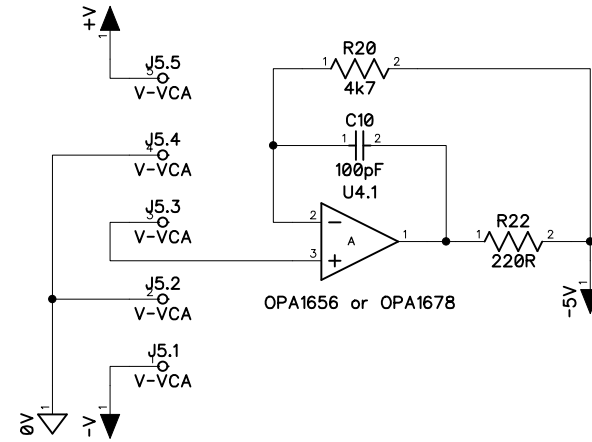 +V
1
J5.5
5
V-VCA
J5.4
4
V-VCA
J5.3
3
V-VCA
J5.2
2
V-VCA
J5.1
1
V-VCA
0V
1
-V
1
R20
1 2
4k7
C10
1 2
100pF
U4.1
2
3
A
1
OPA1656 or OPA1678
R22
1 2
220R
-5V
1